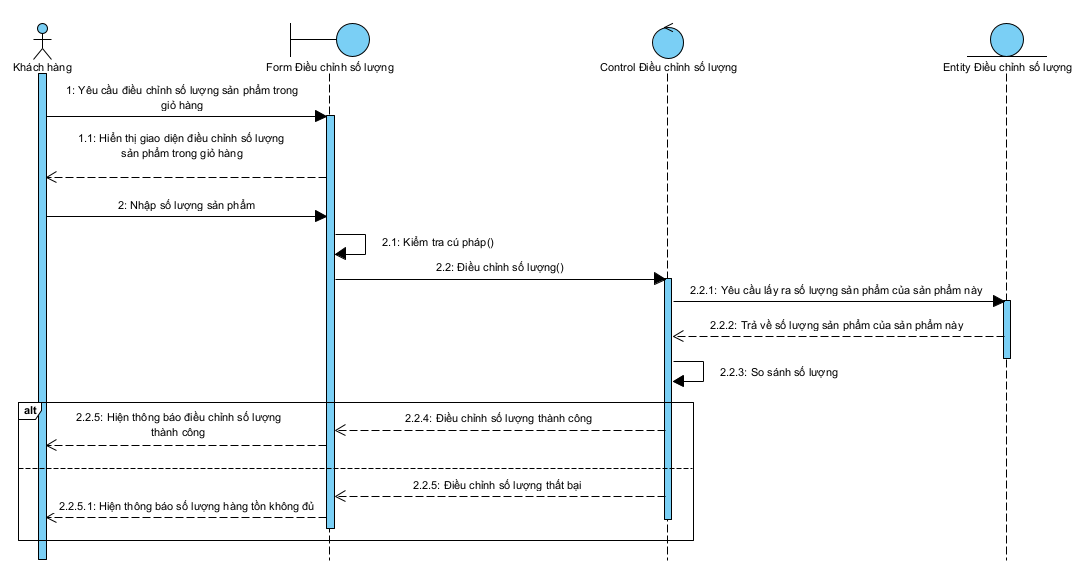 Khách hàng
Form Điều chỉnh số lượng
Control Điều chỉnh số lượng
Entity Điều chỉnh số lượng
1: Yêu cầu điều chỉnh số lượng sản phẩm trong
giỏ hàng
1.1: Hiển thị giao diện điều chỉnh số lượng
sản phẩm trong giỏ hàng
2: Nhập số lượng sản phẩm
2.1: Kiểm tra cú pháp()
2.2: Điều chỉnh số lượng()
2.2.1: Yêu cầu lấy ra số lượng sản phẩm của sản phẩm này
2.2.2: Trả về số lượng sản phẩm của sản phẩm này
2.2.3: So sánh số lượng
alt
2.2.5: Hiện thông báo điều chỉnh số lượng
thành công
2.2.4: Điều chỉnh số lượng thành công
2.2.5: Điều chỉnh số lượng thất bại
2.2.5.1: Hiện thông báo số lượng hàng tồn không đủ